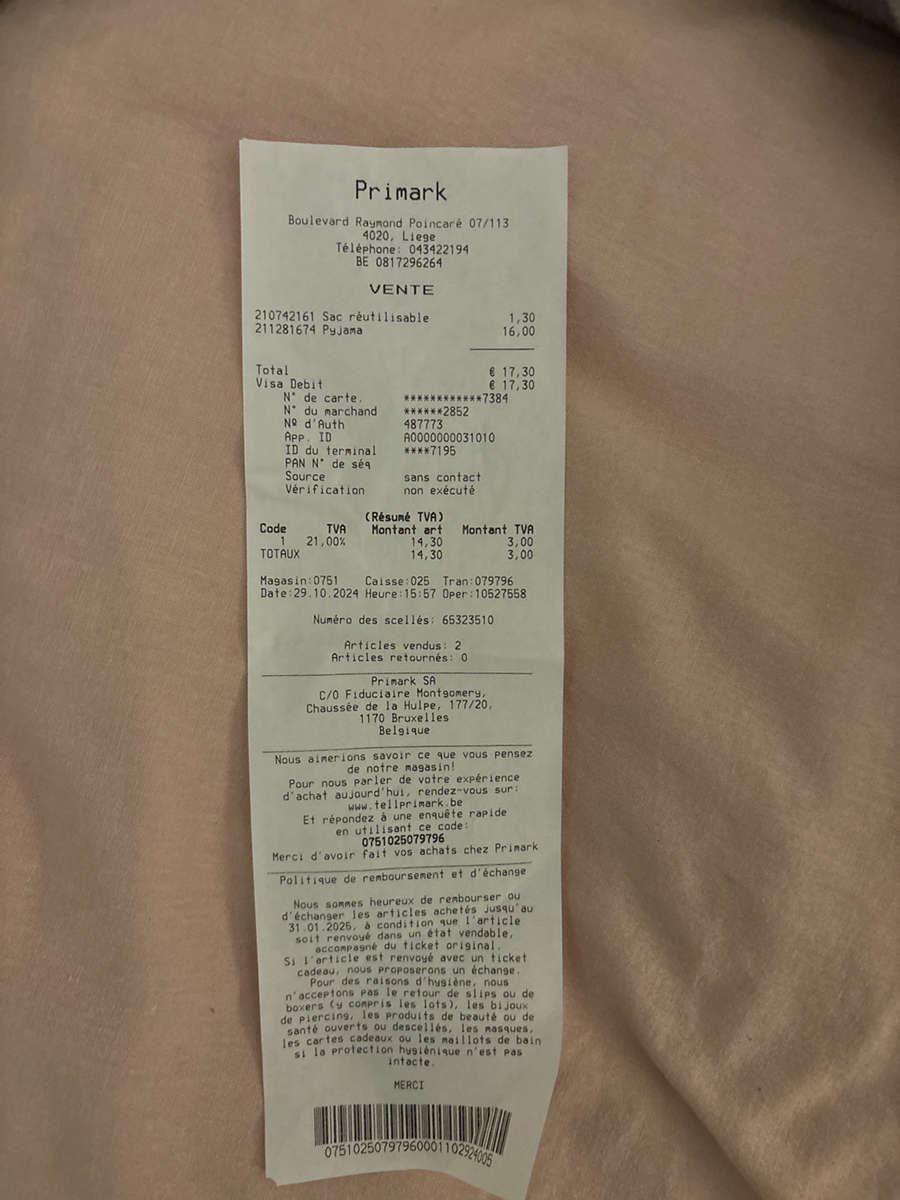 Primark
Boulevard Raymond Poincaré 07/113
4020, Liege
Téléphone: 043422194
BE 0817296264
VENTE
210742161 Sac réutilisable 1,30
211281674 Pyjama 16,00
Total € 17,30
Visa Debit € 17,30
N° de carte. ************7384
N° du marchand ******2852
Nº d'Auth 487773
App. ID A0000000031010
ID du terminal ****7195
PAN N° de séq
Source sans contact
Vérification non exécuté
(Résumé TVA)
Code TVA Montant art Montant TVA
1 21,00% 14,30 3,00
TOTAUX 14,30 3,00
Magasin:0751 Caisse:025 Tran:079796
Date:29.10.2024 Heure:15:57 Oper:10527558
Numéro des scellés: 65323510
Articles vendus: 2
Articles retournés: 0
Primark SA
C/O Fiduciaire Montgomery,
Chaussée de la Hulpe, 177/20,
1170 Bruxelles
Belgique
Nous aimerions savoir ce que vous pensez
de notre magasin!
Pour nous parler de votre expérience
d'achat aujourd'hui, rendez-vous sur:
www.tellprimark.be
Et répondez à une enquête rapide
en utilisant ce code:
0751025079796
Merci d'avoir fait vos achats chez Primark
Politique de remboursement et d'échange
Nous sommes heureux de rembourser ou
d'échanger les articles achetés jusqu'au
31.01.2025, à condition que l'article
soit renvoyé dans un état vendable,
accompagné du ticket original.
Si l'article est renvoyé avec un ticket
cadeau, nous proposerons un échange.
Pour des raisons d'hygiène, nous
n'acceptons pas le retour de slips ou de
boxers (y compris les lots), les bijoux
de piercing, les produits de beauté ou de
santé ouverts ou descellés, les masques,
les cartes cadeaux ou les maillots de bain
si la protection hygiénique n'est pas
intacte.
MERCI
07510250797960001102924005